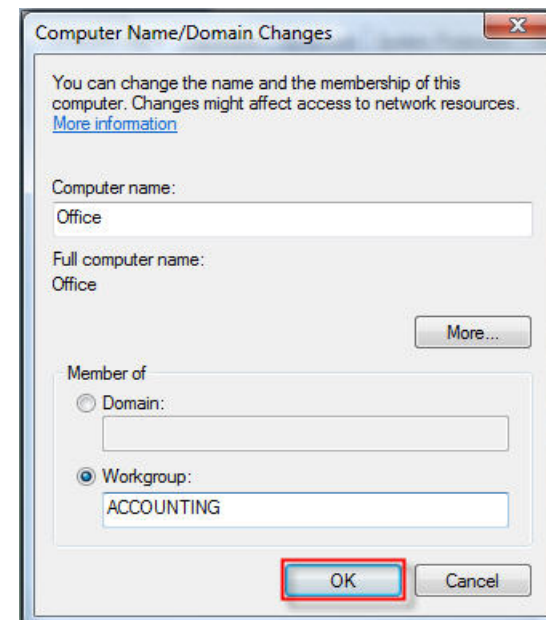 Computer Name/Domain Changes
You can change the name and the membership of this
computer. Changes might affect access to network resources.
More information
Computer name:
Office
Full computer name:
Office
More...
Member of
Domain:
Workgroup:
ACCOUNTING
OK
Cancel